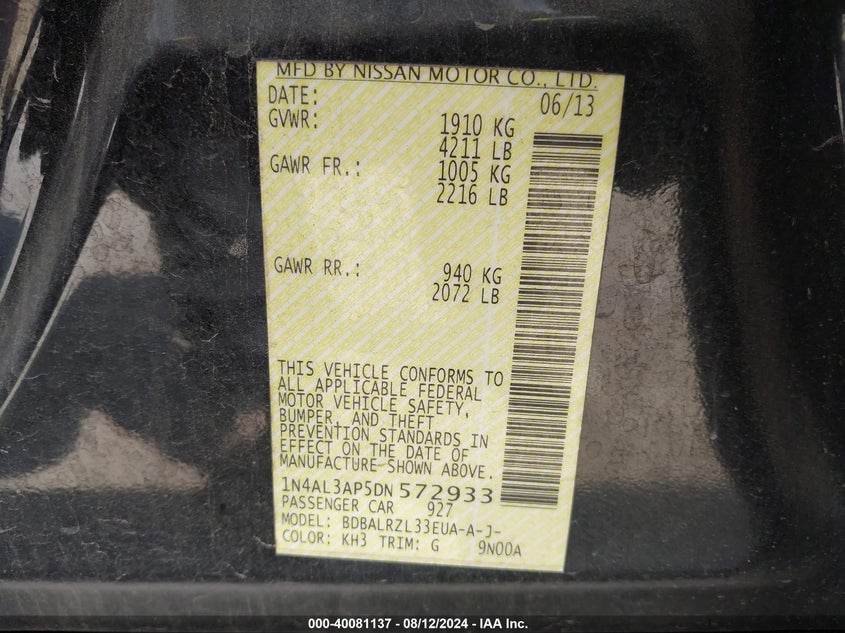 MFD BY NISSAN MOTOR CO., LTD.
DATE: 06/13
GVWR: 1910 KG
4211 LB
GAWR FR.: 1005 KG
2216 LB
GAWR RR.: 940 KG
2072 LB
THIS VEHICLE CONFORMS TO
ALL APPLICABLE FEDERAL
MOTOR VEHICLE SAFETY,
BUMPER, AND THEFT
PREVENTION STANDARDS IN
EFFECT ON THE DATE OF
MANUFACTURE SHOWN ABOVE.
1N4AL3AP5DN572933
PASSENGER CAR 927
MODEL: BDBALRZL33EUA-A-J-
COLOR: KH3 TRIM: G 9N00A
000-40081137 - 08/12/2024 - IAA Inc.